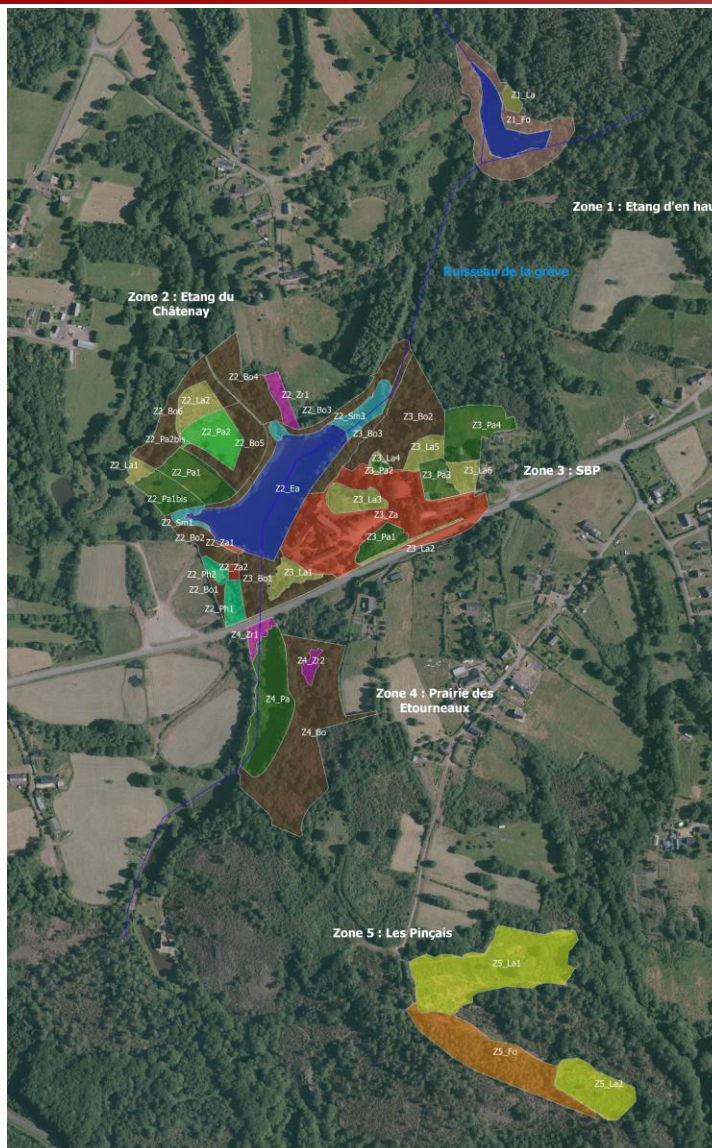 Z1_La
Z1_Fo
Zone 1 : Etang d'en hau
Ruisseau de la grève
Zone 2 : Etang du
Châtenay
Z2_Bo4
Z2_Zr1
Z2_La2
Z2_Bo6
Z2_Bo3
Z2_Sm3
Z3_Bo2
Z3_Pa4
Z2_Pa2
Z2_Pa2bis
Z2_Bo5
Z3_Bo3
Z3_La5
Z3_La4
Z2_La1
Z2_Pa1
Z3_Pa2
Z3_Pa3
Z3_La6
Zone 3 : SBP
Z2_Ea
Z2_Pa1bis
Z3_La3
Z3_Za
Z2_Sm1
Z2_Bo2
Z2_Za1
Z3_Pa1
Z3_La2
Z2_Ph2
Z2_Za2
Z3_Bo1
Z3_La1
Z2_Bo1
Z2_Ph1
Z4_Zr1
Z4_Zr2
Z4_Pa
Zone 4 : Prairie des
Etourneaux
Z4_Bo
Zone 5 : Les Pinçais
Z5_La1
Z5_Fo
Z5_La2